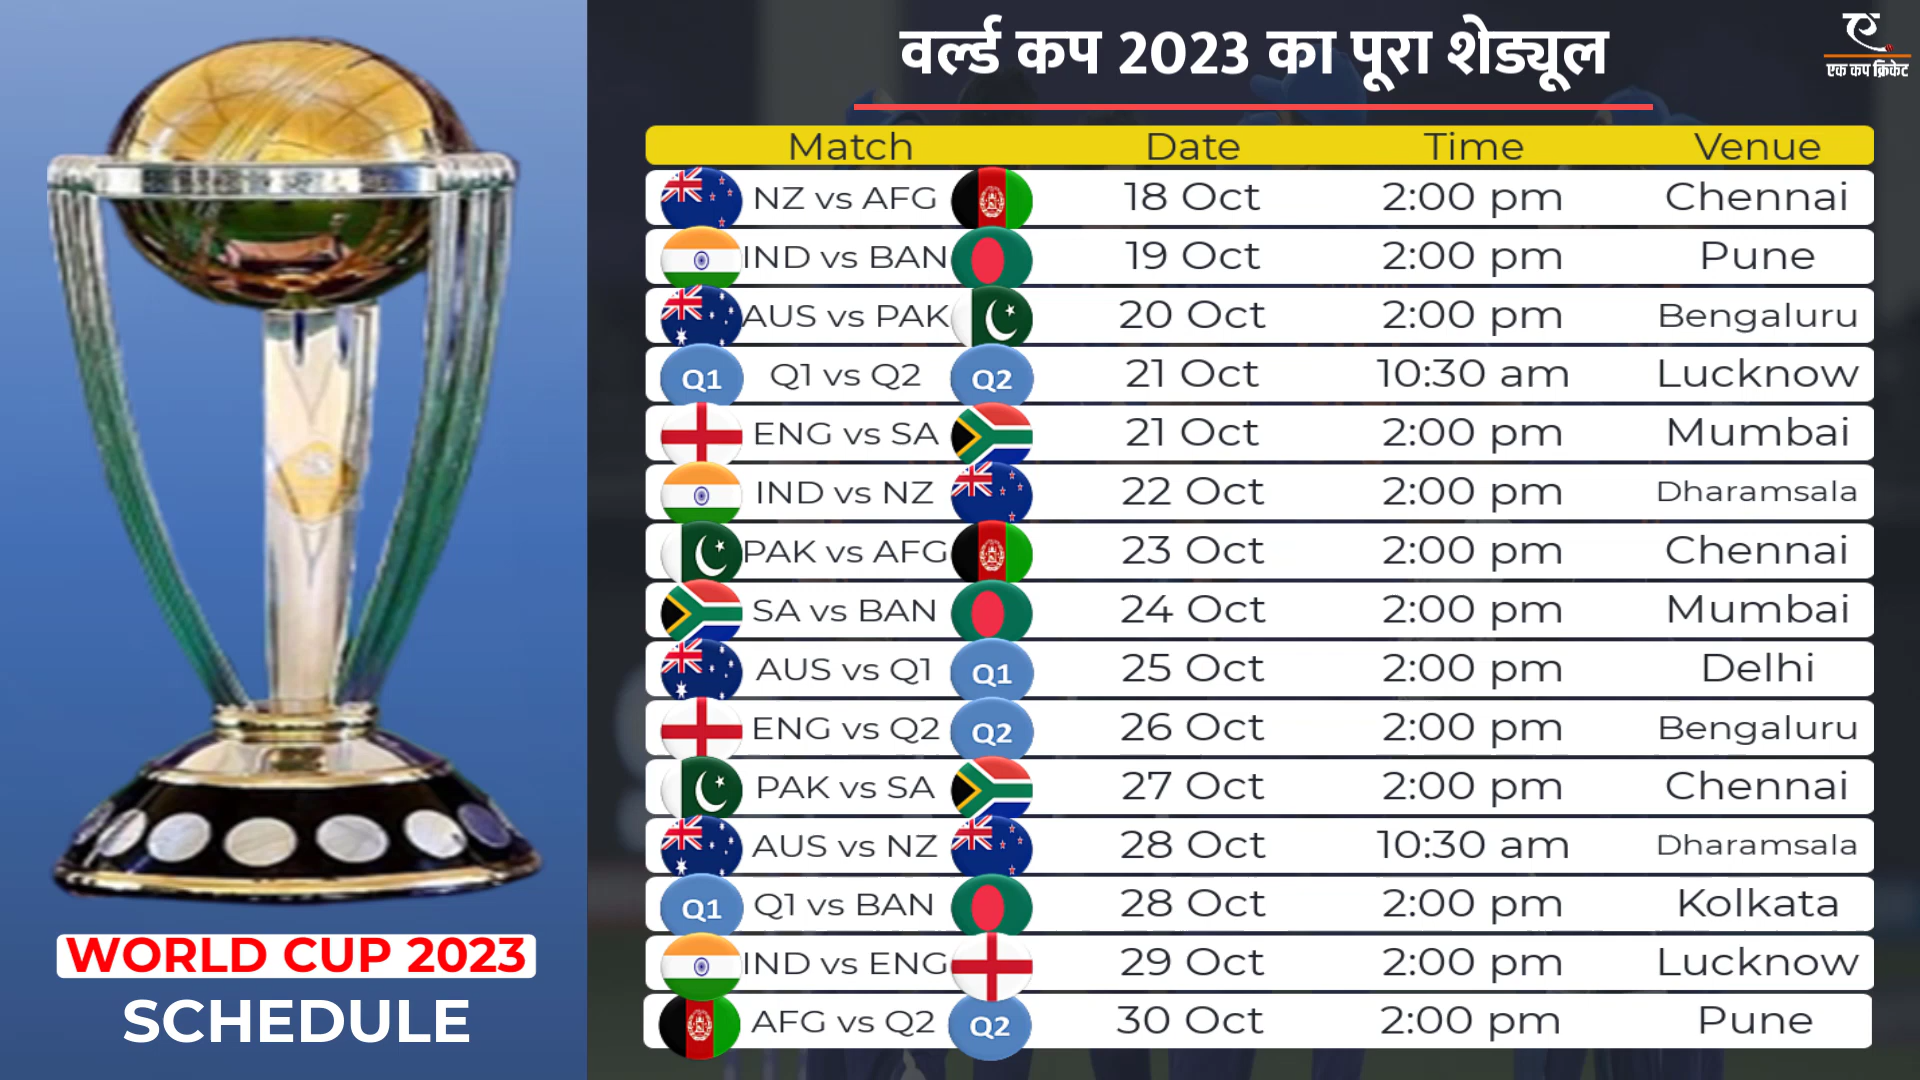 वर्ल्ड कप 2023 का पूरा शेड्यूल
ए
एक कप क्रिकेट
Match Date Time Venue
NZ vs AFG 18 Oct 2:00 pm Chennai
IND vs BAN 19 Oct 2:00 pm Pune
AUS vs PAK 20 Oct 2:00 pm Bengaluru
Q1 Q1 vs Q2 Q2 21 Oct 10:30 am Lucknow
ENG vs SA 21 Oct 2:00 pm Mumbai
IND vs NZ 22 Oct 2:00 pm Dharamsala
PAK vs AFG 23 Oct 2:00 pm Chennai
SA vs BAN 24 Oct 2:00 pm Mumbai
AUS vs Q1 Q1 25 Oct 2:00 pm Delhi
ENG vs Q2 Q2 26 Oct 2:00 pm Bengaluru
PAK vs SA 27 Oct 2:00 pm Chennai
AUS vs NZ 28 Oct 10:30 am Dharamsala
Q1 Q1 vs BAN 28 Oct 2:00 pm Kolkata
IND vs ENG 29 Oct 2:00 pm Lucknow
AFG vs Q2 Q2 30 Oct 2:00 pm Pune
WORLD CUP 2023
SCHEDULE